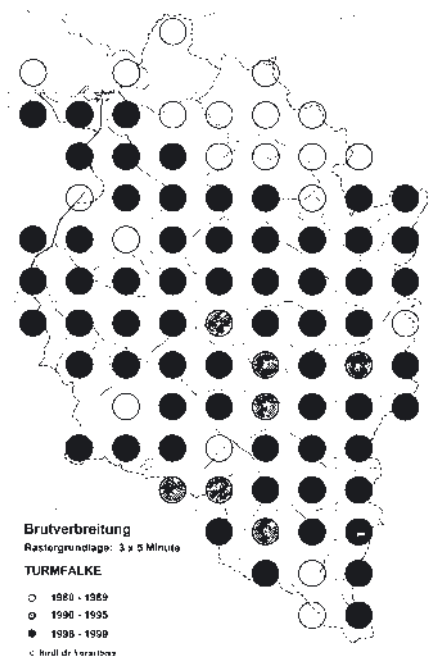 Brutverbreitung
Rastergrundlage: 3 x 5 Minute
TURMFALKE
1980 - 1989
1990 - 1995
1996 - 1999